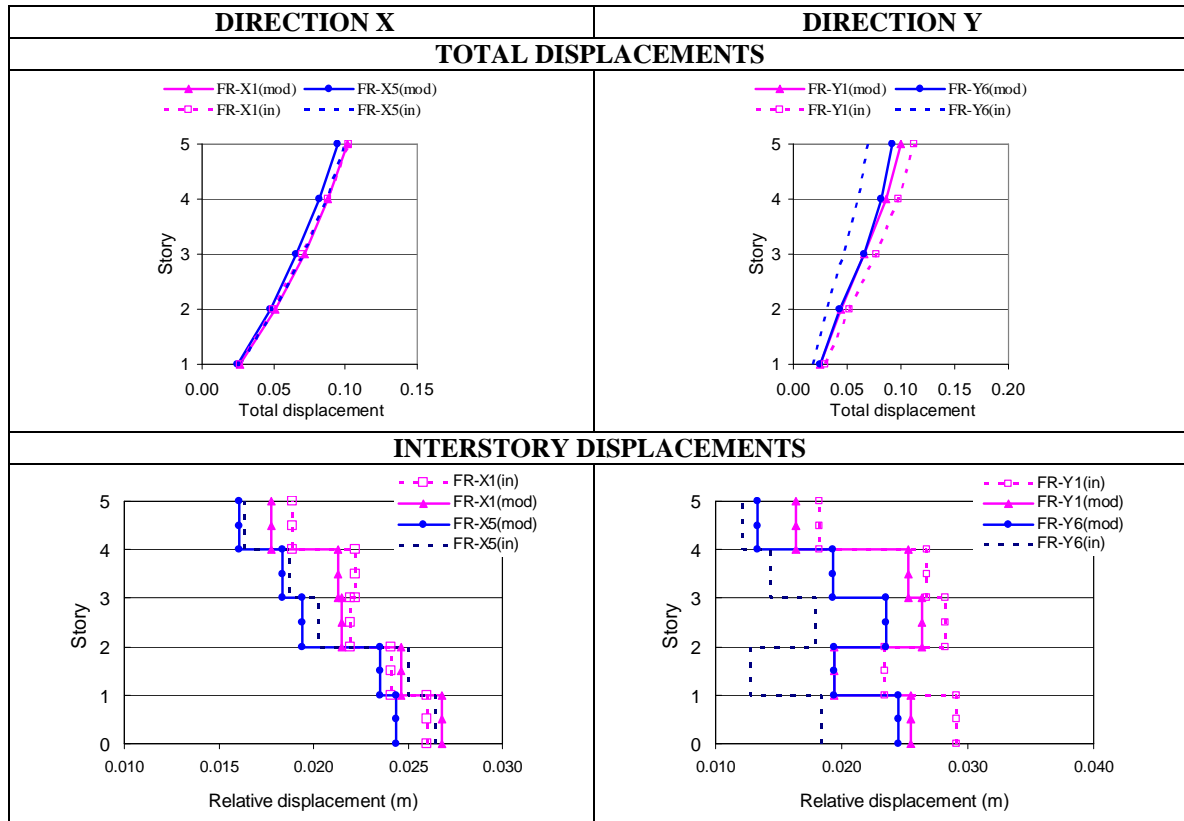 DIRECTION X
DIRECTION Y
TOTAL DISPLACEMENTS
FR-X1(mod) FR-X5(mod)
FR-X1(in) FR-X5(in)
5
4
3
2
1
Story
0.00 0.05 0.10 0.15
Total displacement
FR-Y1(mod) FR-Y6(mod)
FR-Y1(in) FR-Y6(in)
5
4
3
2
1
Story
0.00 0.05 0.10 0.15 0.20
Total displacement
INTERSTORY DISPLACEMENTS
FR-X1(in)
FR-X1(mod)
FR-X5(mod)
FR-X5(in)
5
4
3
2
1
0
Story
0.010 0.015 0.020 0.025 0.030
Relative displacement (m)
FR-Y1(in)
FR-Y1(mod)
FR-Y6(mod)
FR-Y6(in)
5
4
3
2
1
0
Story
0.010 0.020 0.030 0.040
Relative displacement (m)